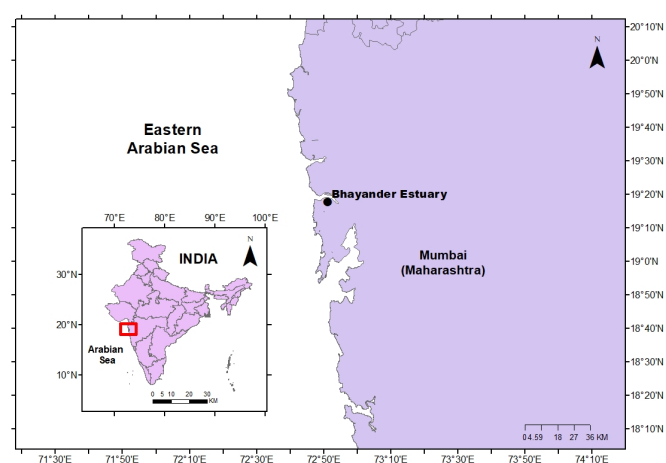 20°10'N
20°0'N
19°50'N
19°40'N
19°30'N
19°20'N
19°10'N
19°0'N
18°50'N
18°40'N
18°30'N
18°20'N
18°10'N
N
Eastern
Arabian Sea
Bhayander Estuary
Mumbai
(Maharashtra)
70°E 80°E 90°E 100°E
INDIA
N
30°N
20°N
10°N
Arabian
Sea
0 5 10 20 30
KM
0 4.59 18 27 36 KM
71°30'E 71°50'E 72°10'E 72°30'E 72°50'E 73°10'E 73°30'E 73°50'E 74°10'E